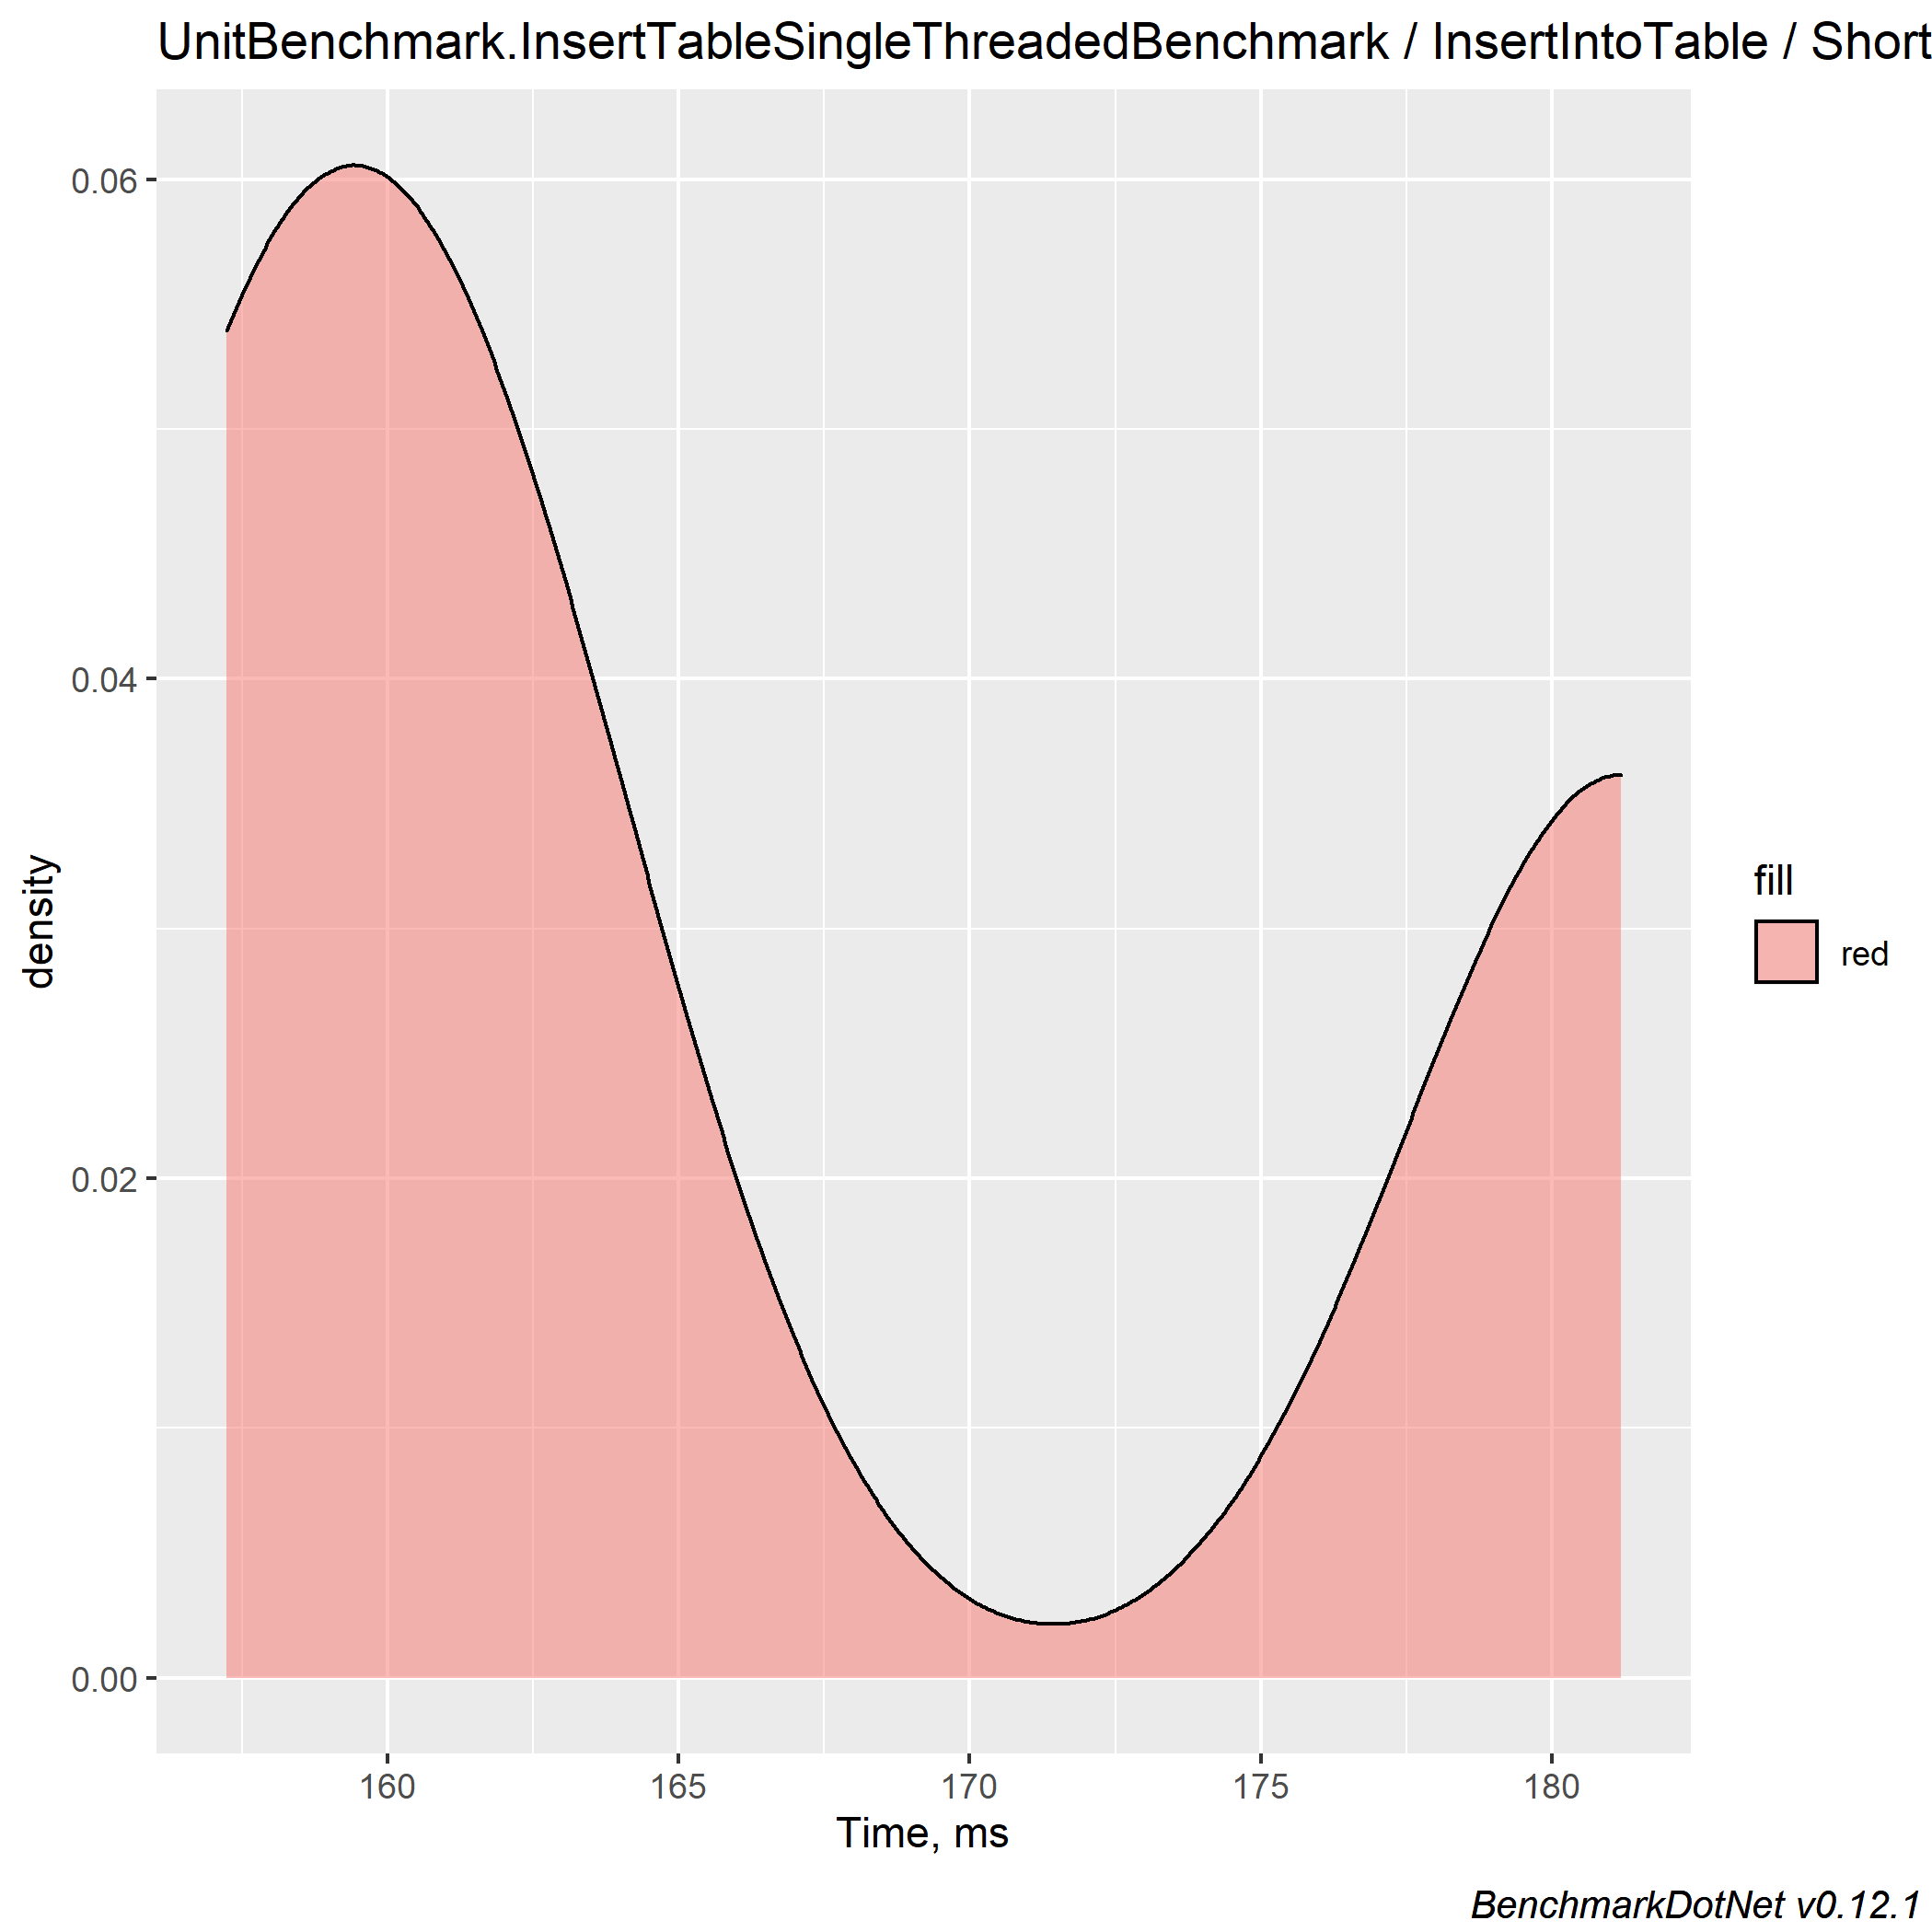 UnitBenchmark.InsertTableSingleThreadedBenchmark / InsertIntoTable / Short
0.06
0.04
0.02
0.00
density
160 165 170 175 180
Time, ms
fill
red
BenchmarkDotNet v0.12.1